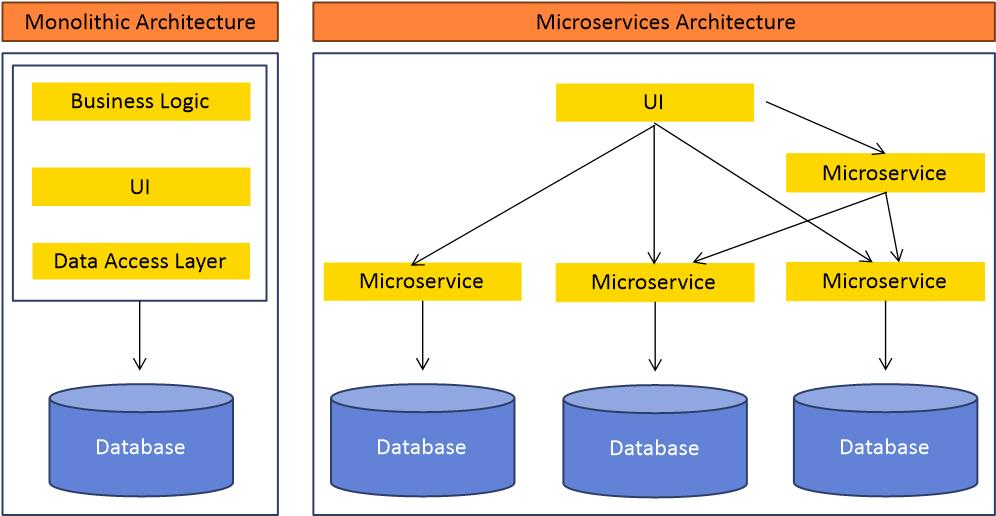 Monolithic Architecture
Business Logic
UI
Data Access Layer
Database
Microservices Architecture
UI
Microservice
Microservice
Microservice
Microservice
Database
Database
Database